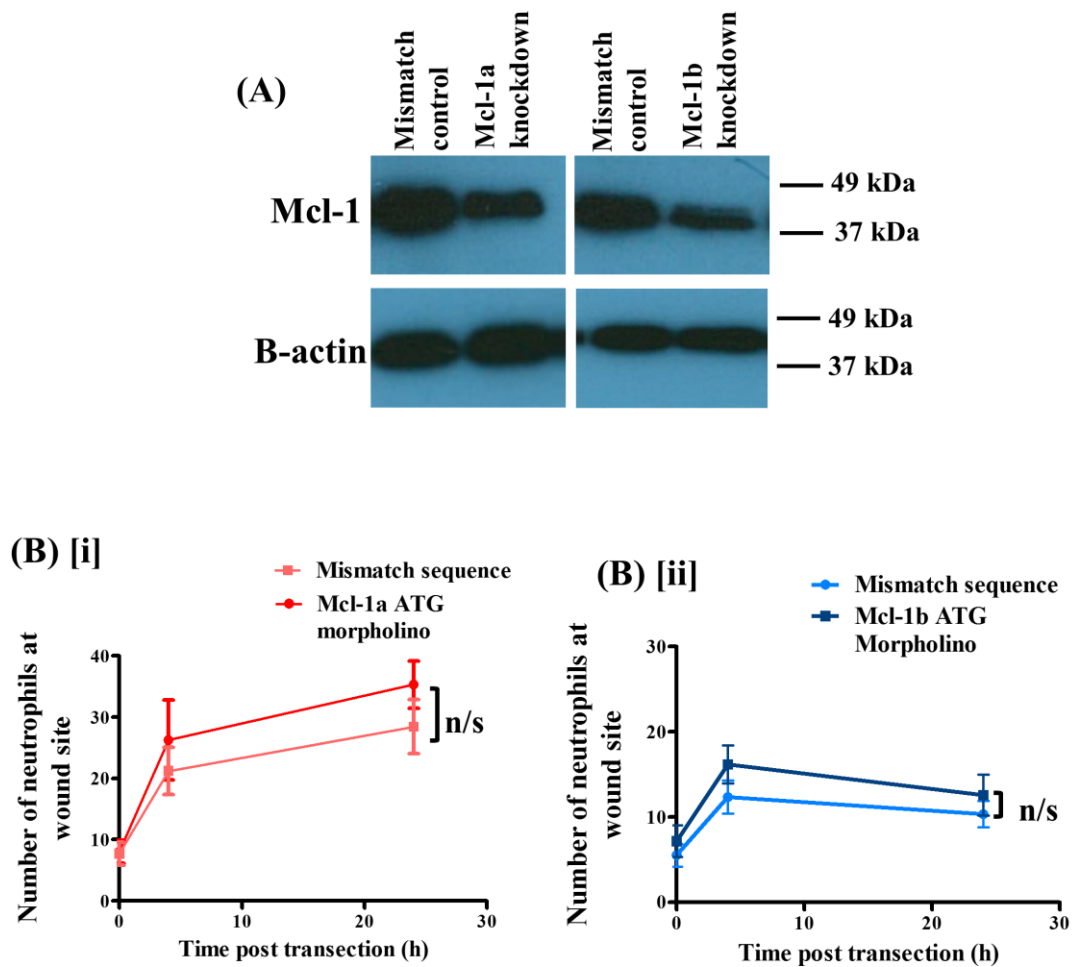 (A)
Mismatch
control
Mcl-1a
knockdown
Mismatch
control
Mcl-1b
knockdown
Mcl-1
49 kDa
37 kDa
B-actin
49 kDa
37 kDa
(B) [i]
Mismatch sequence
Mcl-1a ATG
morpholino
Number of neutrophils at
wound site
40
30
20
10
0
n/s
0
10
20
30
Time post transection (h)
(B) [ii]
Mismatch sequence
Mcl-1b ATG
Morpholino
Number of neutrophils at
wound site
30
20
10
0
n/s
0
10
20
30
Time post transection (h)